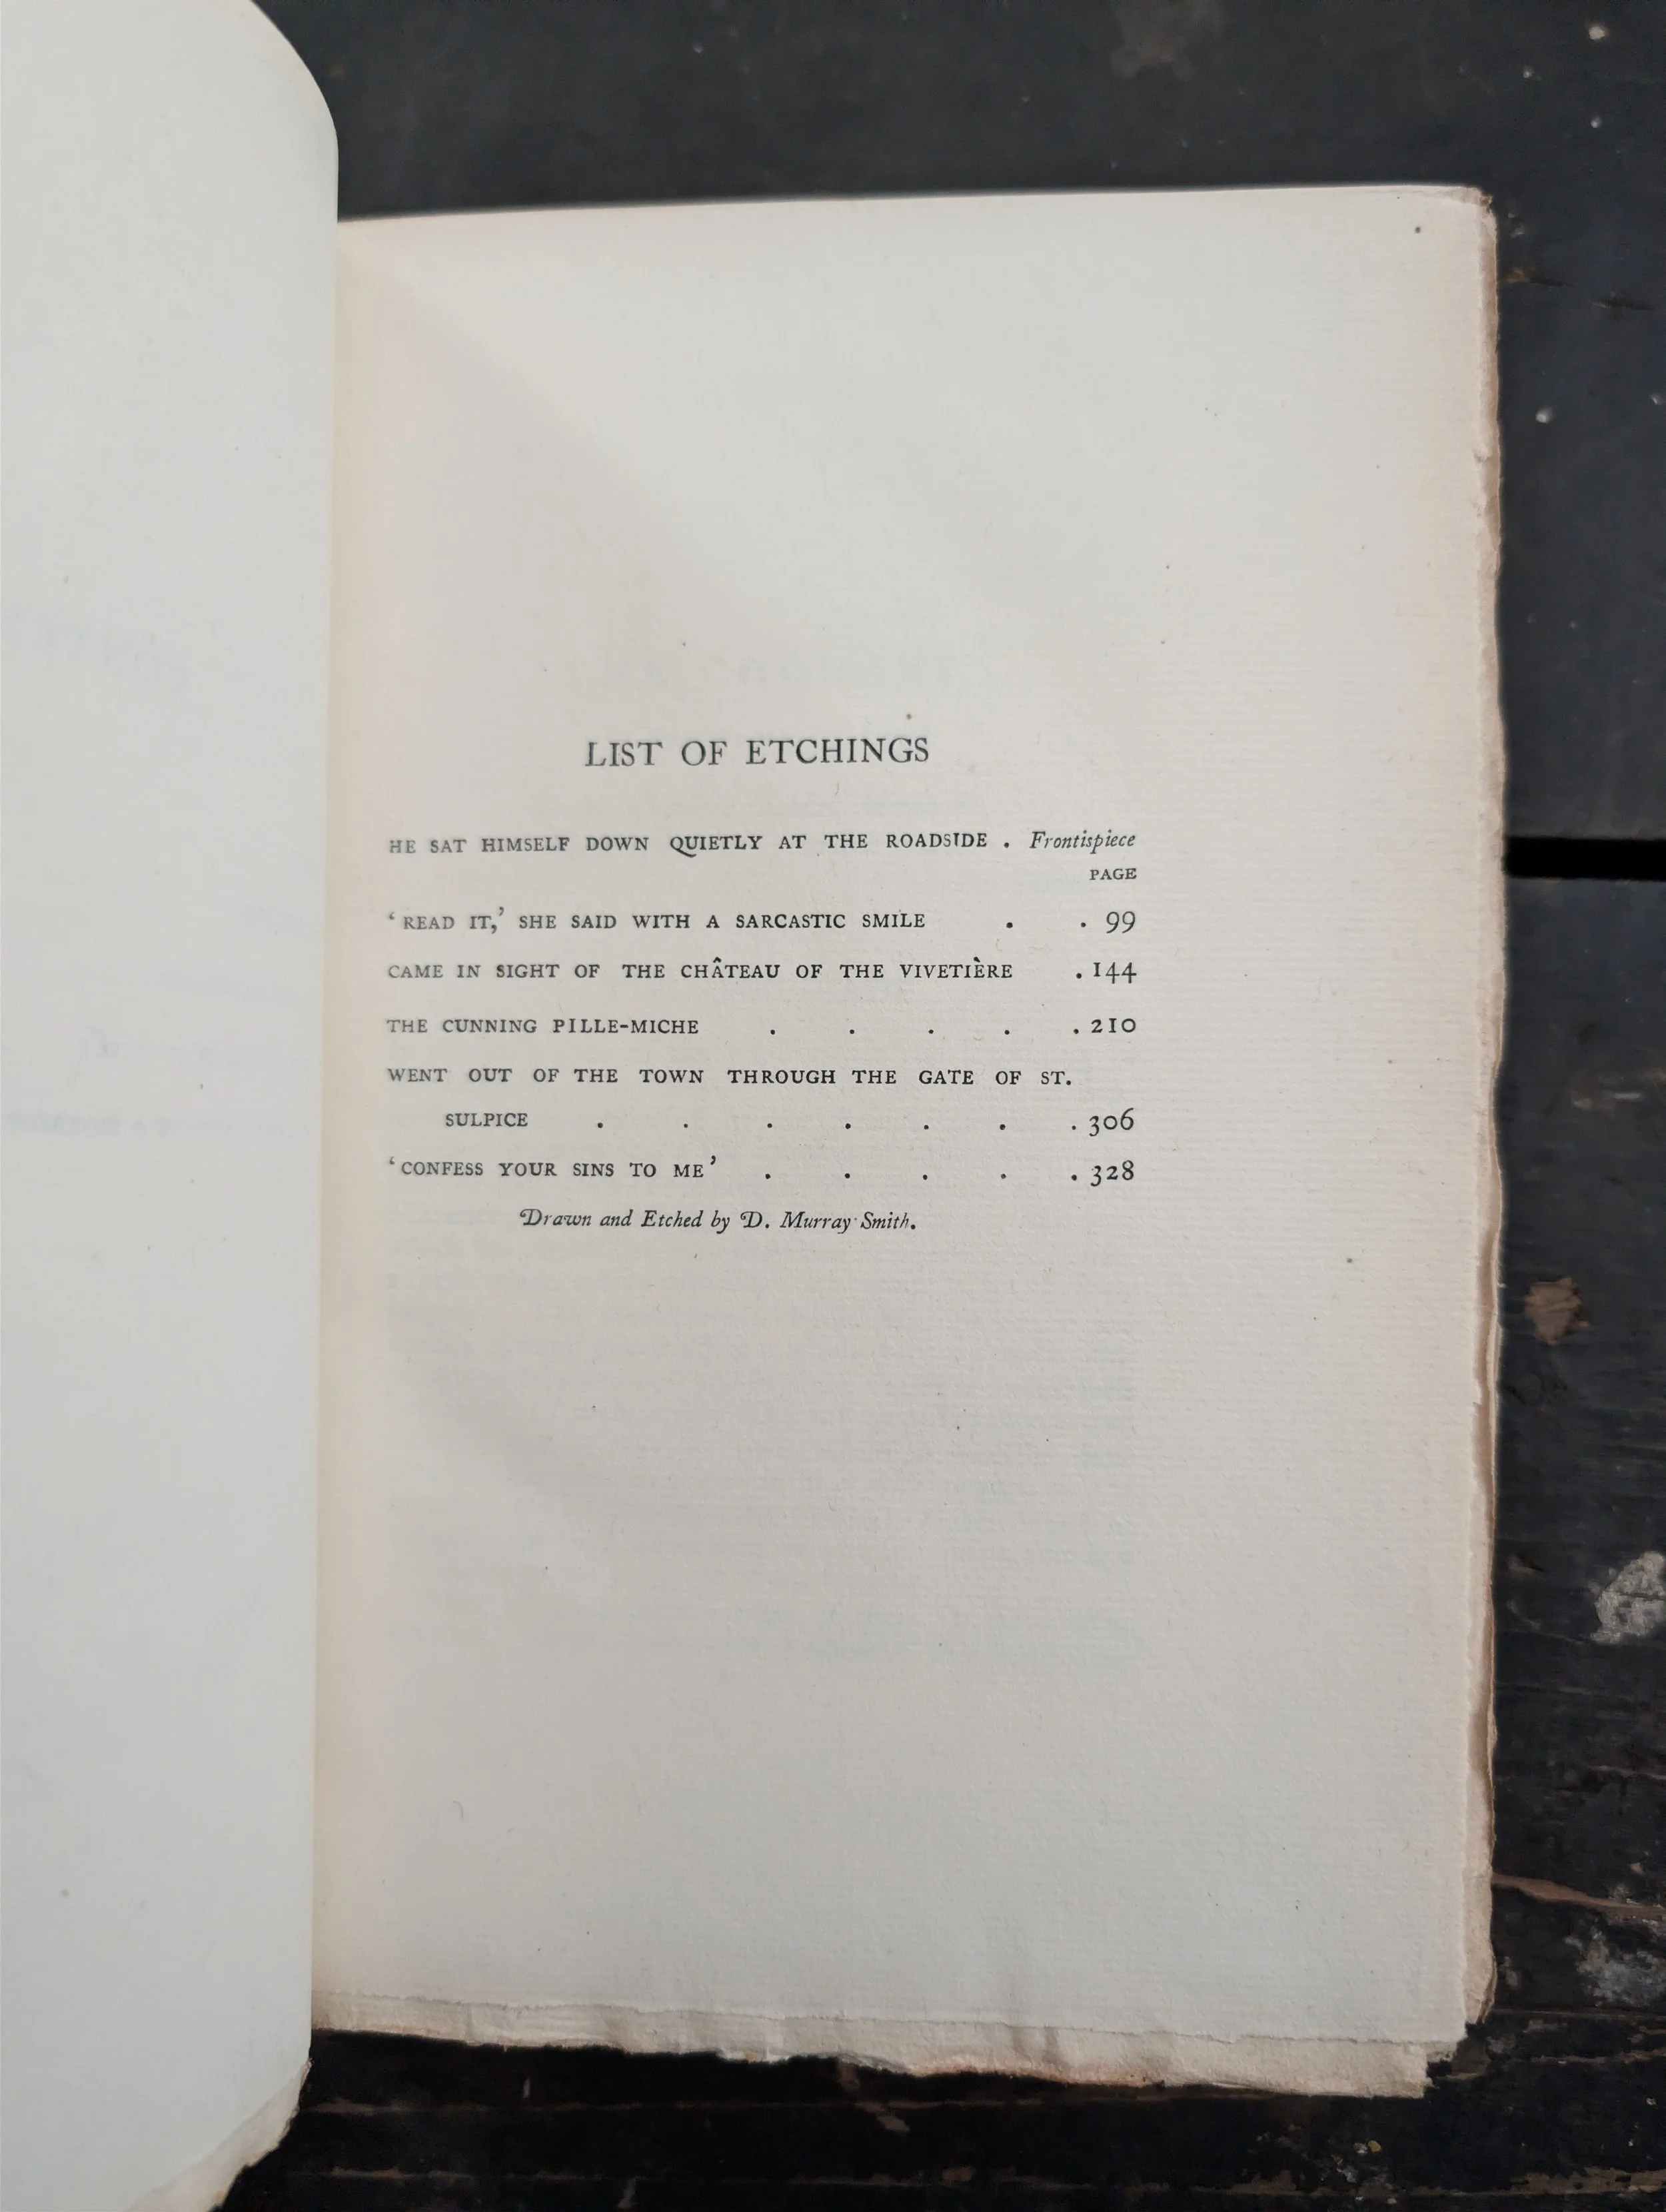 LIST OF ETCHINGS
HE SAT HIMSELF DOWN QUIETLY AT THE ROADSIDE . Frontispiece
PAGE
‘READ IT,’ SHE SAID WITH A SARCASTIC SMILE . . 99
CAME IN SIGHT OF THE CHÂTEAU OF THE VIVETIÈRE . 144
THE CUNNING PILLE-MICHE . . . . . 210
WENT OUT OF THE TOWN THROUGH THE GATE OF ST.
SULPICE . . . . . . . 306
‘CONFESS YOUR SINS TO ME’ . . . . . 328
Drawn and Etched by D. Murray Smith.